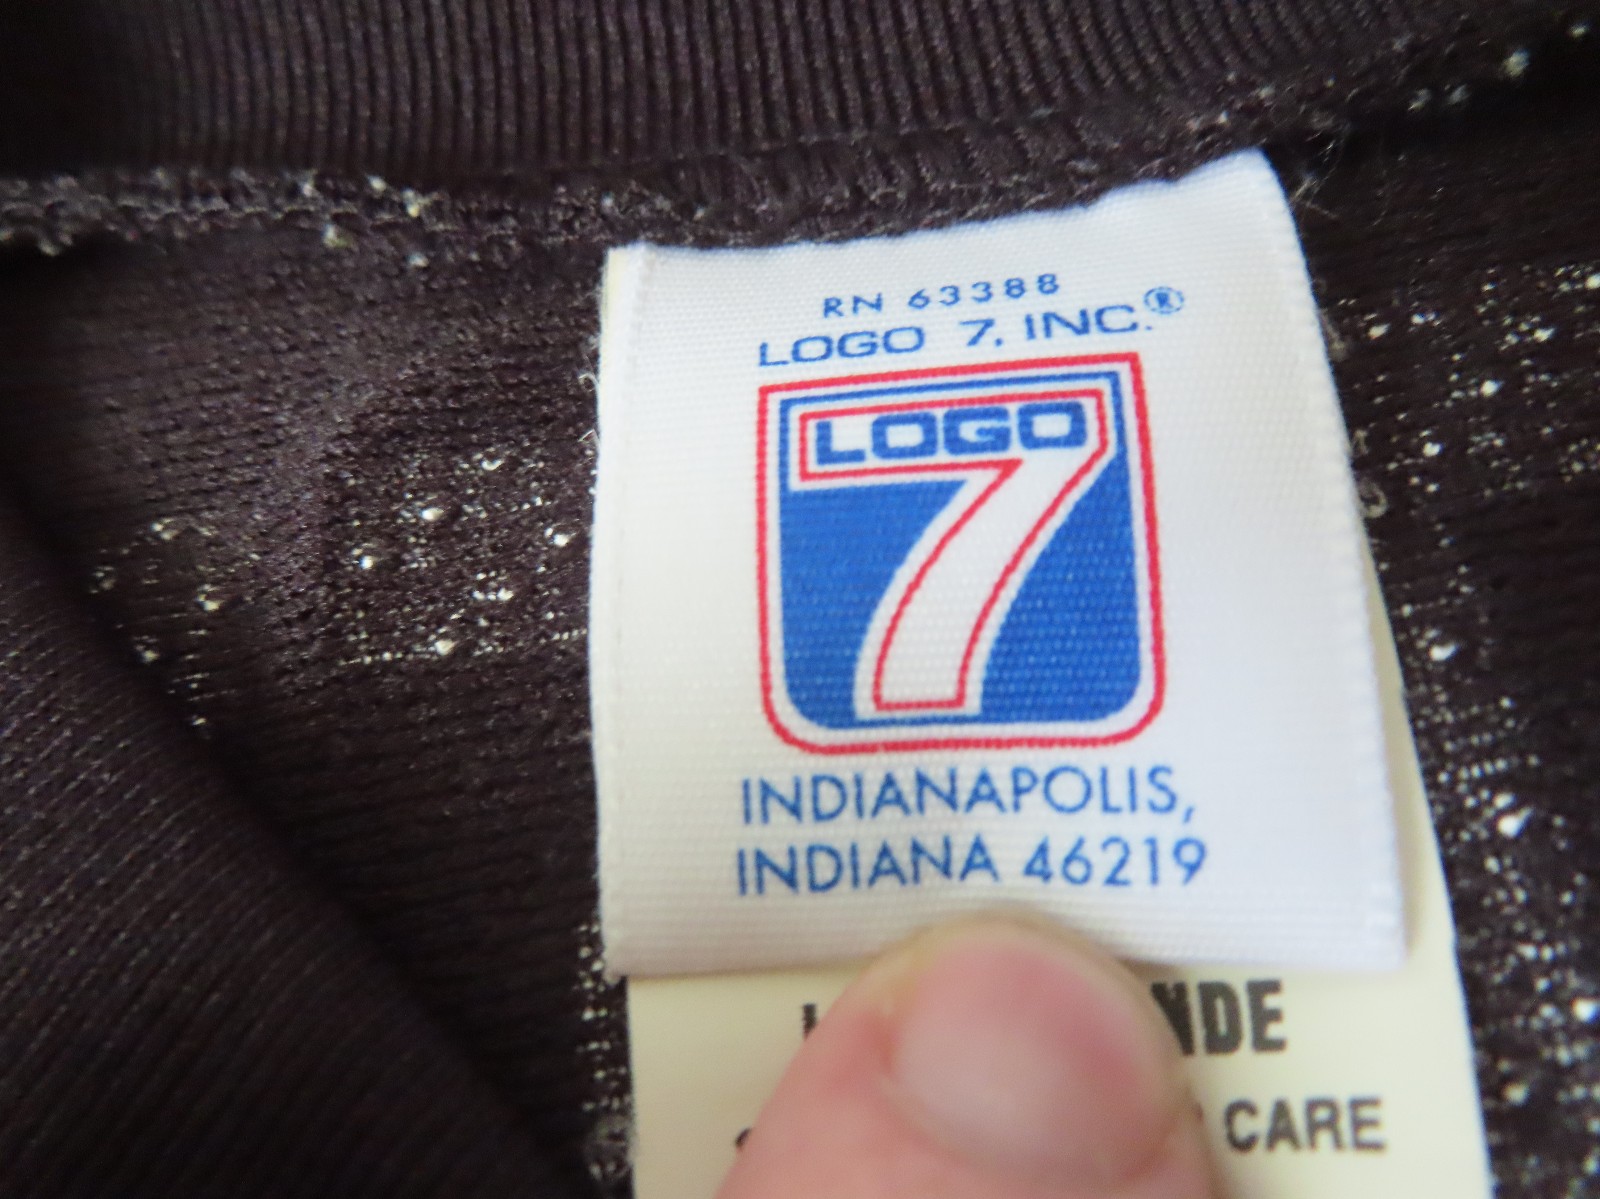 RN 63388
LOGO 7, INC.®
LOGO
7
INDIANAPOLIS,
INDIANA 46219
CARE